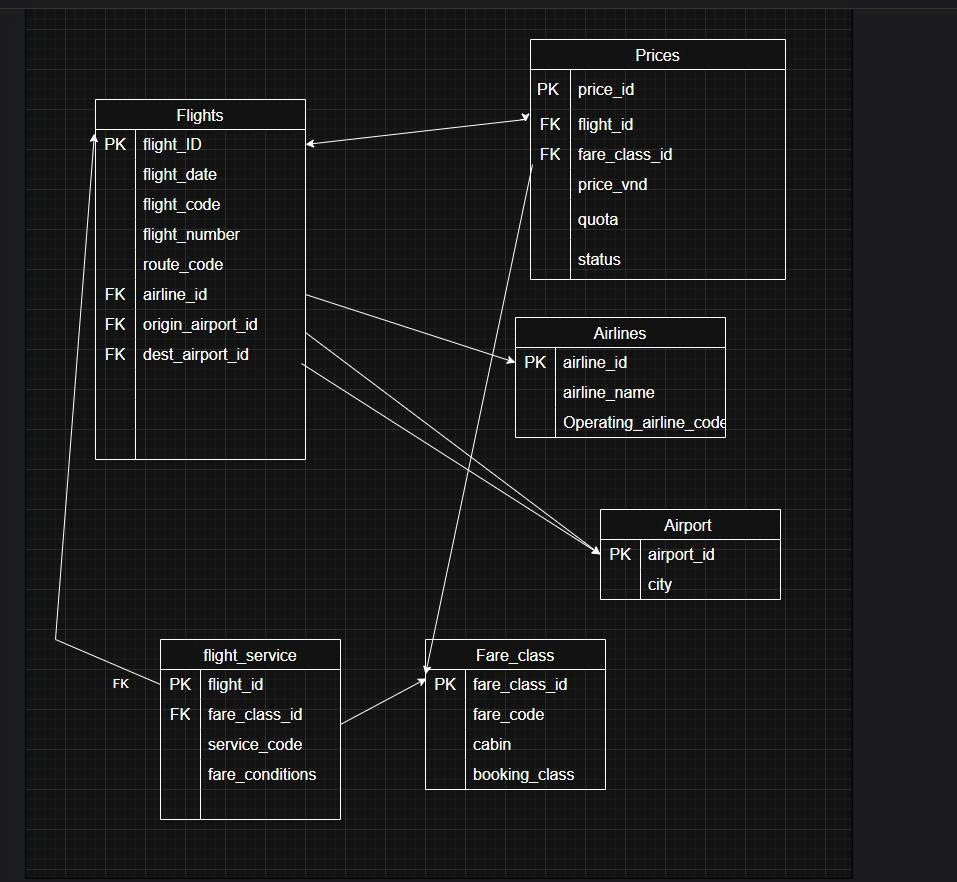 Prices
PK price_id
FK flight_id
FK fare_class_id
price_vnd
quota
status
Flights
PK flight_ID
flight_date
flight_code
flight_number
route_code
FK airline_id
FK origin_airport_id
FK dest_airport_id
Airlines
PK airline_id
airline_name
Operating_airline_code
Airport
PK airport_id
city
flight_service
FK PK flight_id
FK fare_class_id
service_code
fare_conditions
Fare_class
PK fare_class_id
fare_code
cabin
booking_class